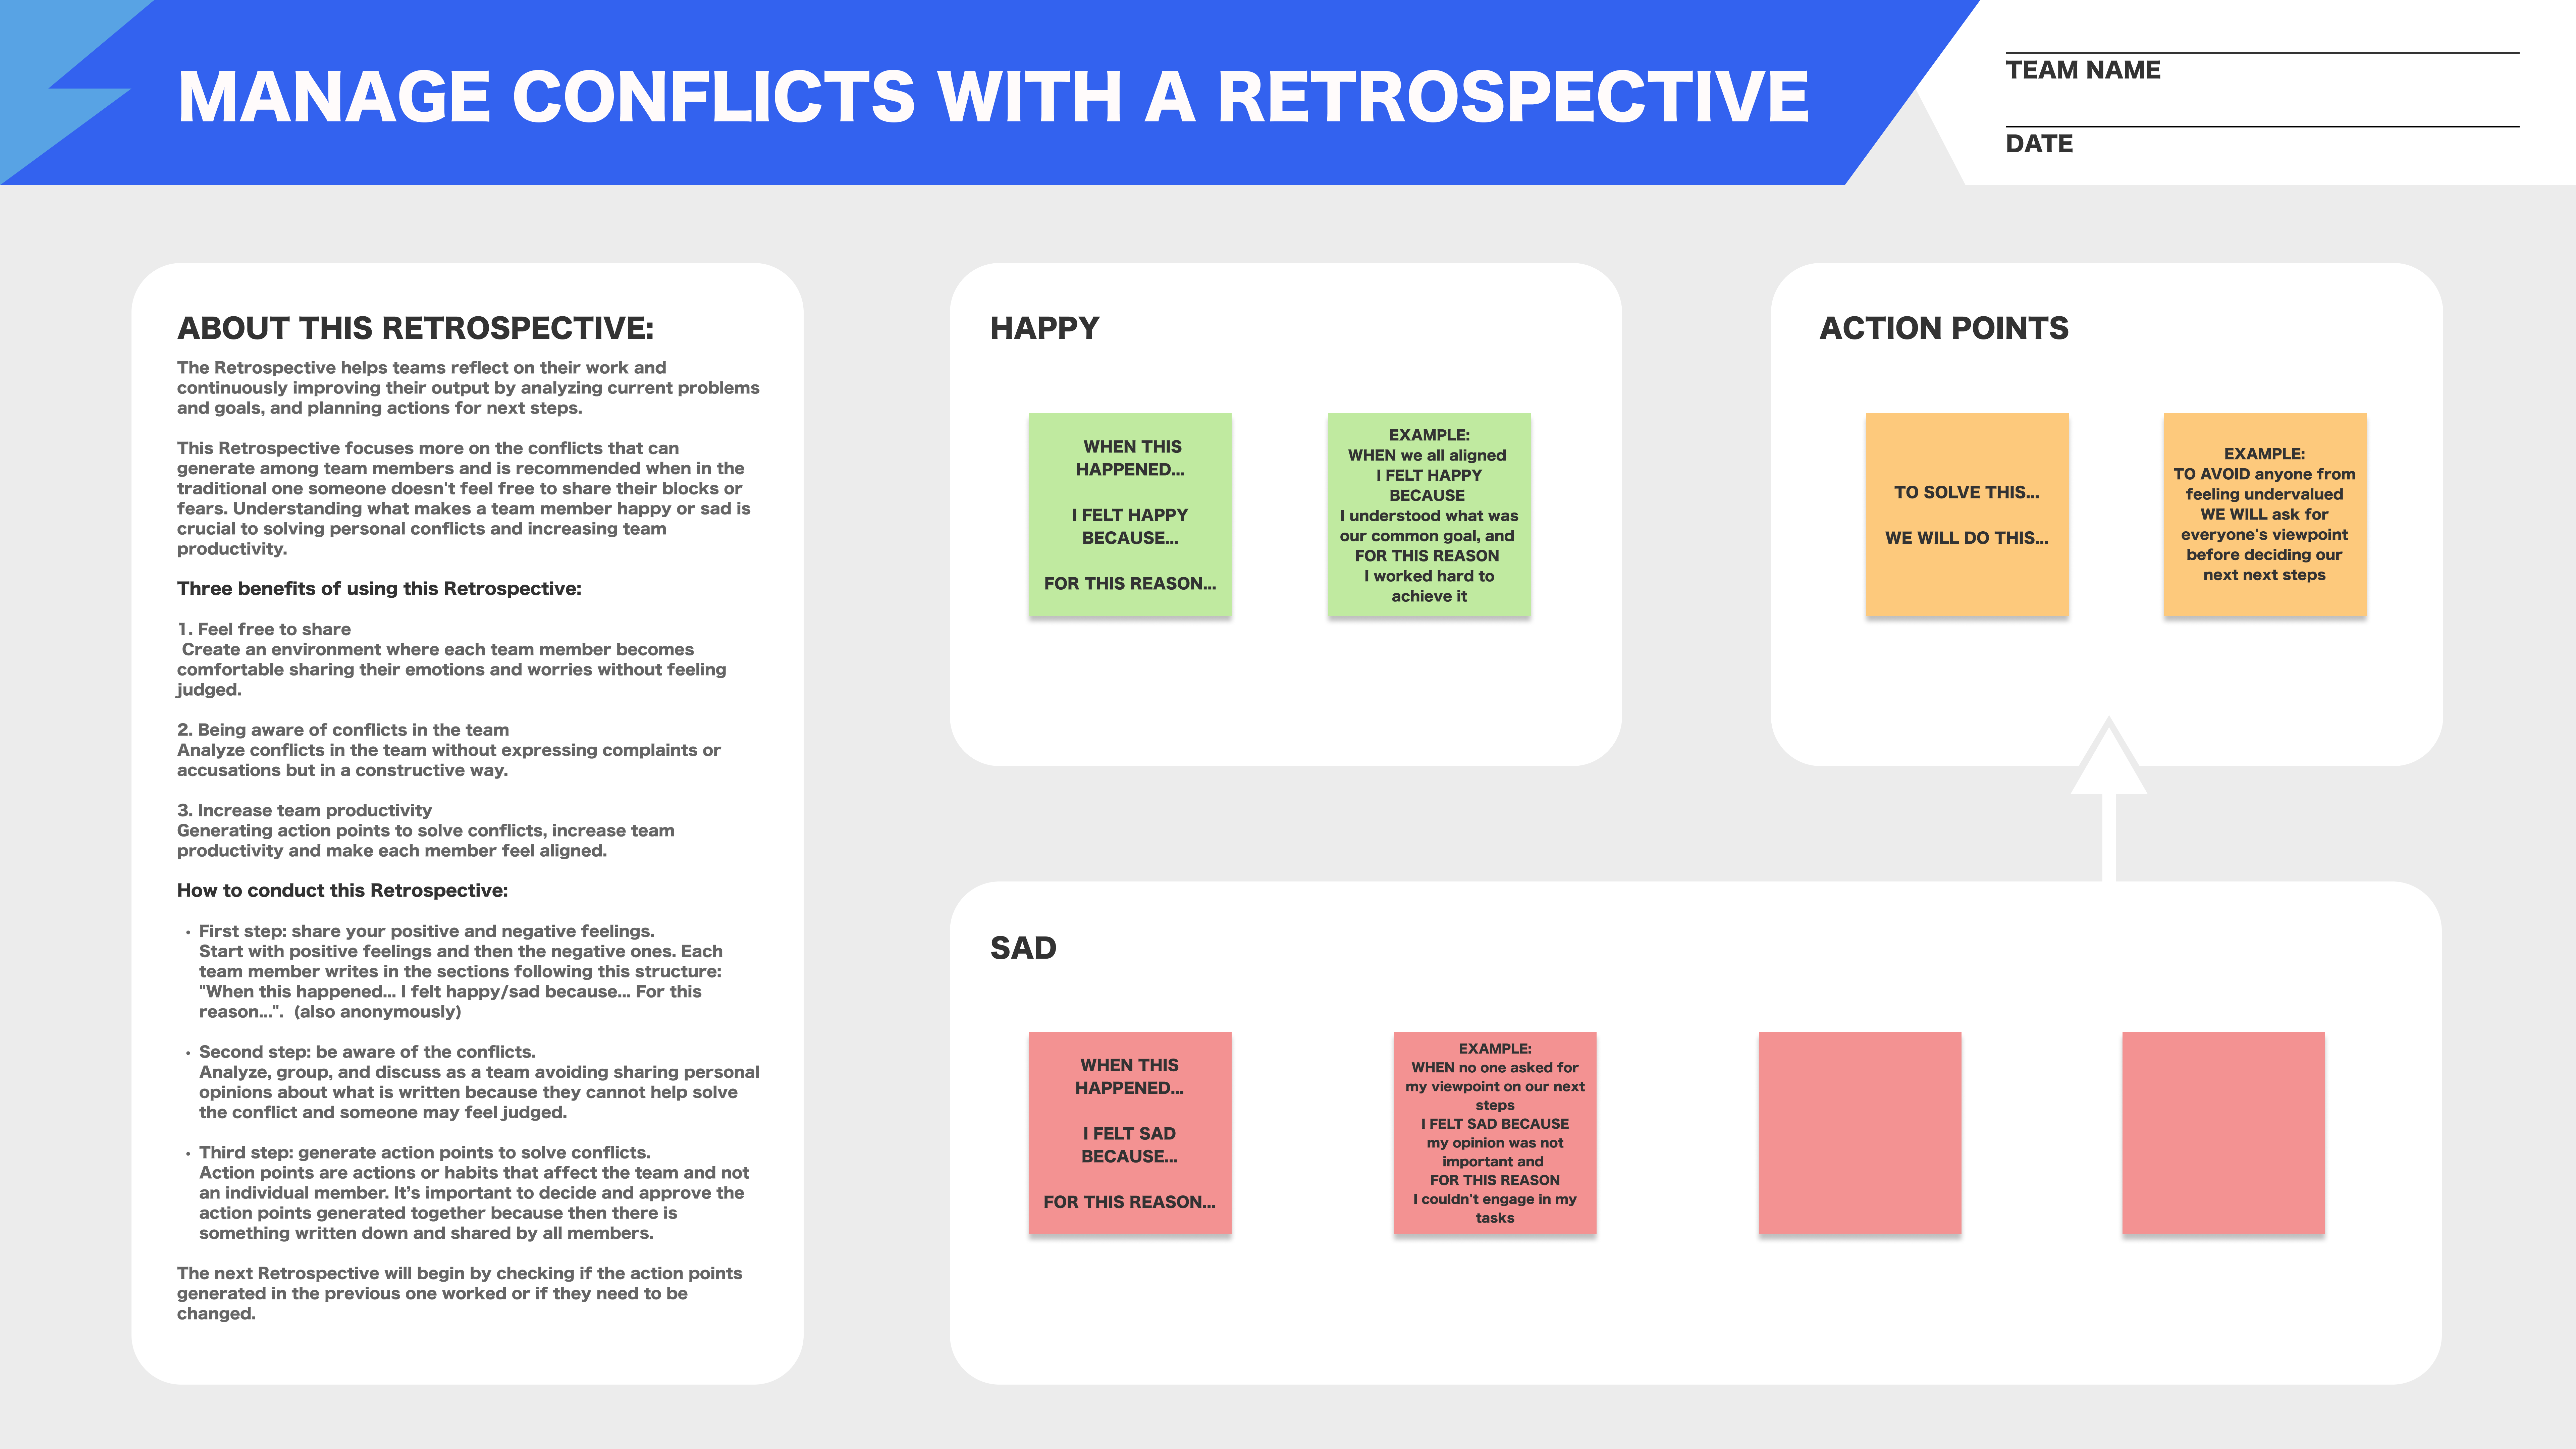 MANAGE CONFLICTS WITH A RETROSPECTIVE
TEAM NAME
DATE
ABOUT THIS RETROSPECTIVE:
The Retrospective helps teams reflect on their work and
continuously improving their output by analyzing current problems
and goals, and planning actions for next steps.
This Retrospective focuses more on the conflicts that can
generate among team members and is recommended when in the
traditional one someone doesn't feel free to share their blocks or
fears. Understanding what makes a team member happy or sad is
crucial to solving personal conflicts and increasing team
productivity.
Three benefits of using this Retrospective:
1. Feel free to share
Create an environment where each team member becomes
comfortable sharing their emotions and worries without feeling
judged.
2. Being aware of conflicts in the team
Analyze conflicts in the team without expressing complaints or
accusations but in a constructive way.
3. Increase team productivity
Generating action points to solve conflicts, increase team
productivity and make each member feel aligned.
How to conduct this Retrospective:
• First step: share your positive and negative feelings.
Start with positive feelings and then the negative ones. Each
team member writes in the sections following this structure:
"When this happened... I felt happy/sad because... For this
reason...".  (also anonymously)
• Second step: be aware of the conflicts.
Analyze, group, and discuss as a team avoiding sharing personal
opinions about what is written because they cannot help solve
the conflict and someone may feel judged.
• Third step: generate action points to solve conflicts.
Action points are actions or habits that affect the team and not
an individual member. It’s important to decide and approve the
action points generated together because then there is
something written down and shared by all members.
The next Retrospective will begin by checking if the action points
generated in the previous one worked or if they need to be
changed.
HAPPY
WHEN THIS
HAPPENED...
I FELT HAPPY
BECAUSE...
FOR THIS REASON...
EXAMPLE:
WHEN we all aligned
I FELT HAPPY
BECAUSE
I understood what was
our common goal, and
FOR THIS REASON
I worked hard to
achieve it
ACTION POINTS
TO SOLVE THIS...
WE WILL DO THIS...
EXAMPLE:
TO AVOID anyone from
feeling undervalued
WE WILL ask for
everyone's viewpoint
before deciding our
next next steps
SAD
WHEN THIS
HAPPENED...
I FELT SAD
BECAUSE...
FOR THIS REASON...
EXAMPLE:
WHEN no one asked for
my viewpoint on our next
steps
I FELT SAD BECAUSE
my opinion was not
important and
FOR THIS REASON
I couldn't engage in my
tasks